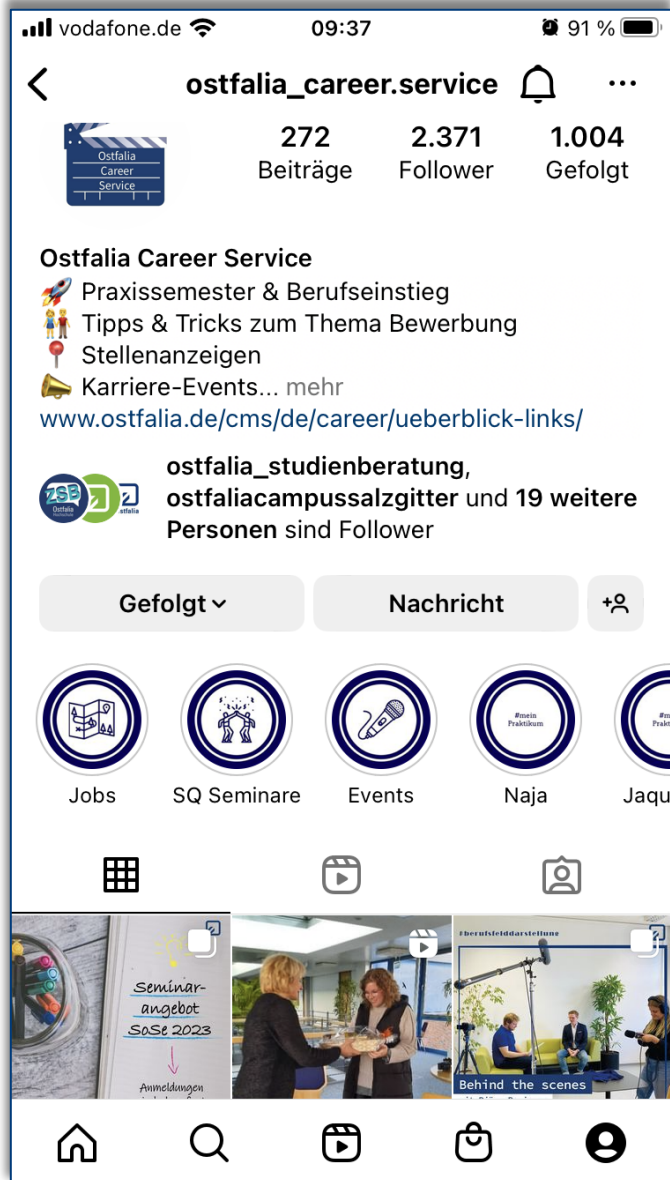 vodafone.de
09:37
91 %
ostfalia_career.service
Ostfalia
Career
Service
272
Beiträge
2.371
Follower
1.004
Gefolgt
Ostfalia Career Service
Praxissemester & Berufseinstieg
Tipps & Tricks zum Thema Bewerbung
Stellenanzeigen
Karriere-Events... mehr
www.ostfalia.de/cms/de/career/ueberblick-links/
ZSB
Ostfalia
ostfalia_studienberatung,
ostfaliacampussalzgitter und 19 weitere
Personen sind Follower
Gefolgt
Nachricht
#mein
Praktikum
Jobs
SQ Seminare
Events
Naja
Jaqu
Seminar-
angebot
SoSe 2023
Anmeldungen
#berufsfelddarstellung
Behind the scenes